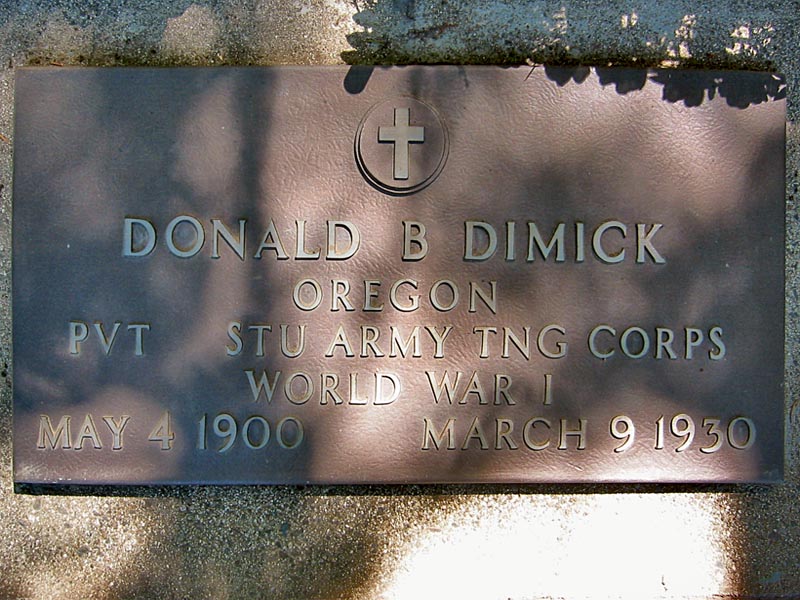 DONALD B DIMICK
OREGON
PVT STU ARMY TNG CORPS
WORLD WAR I
MAY 4 1900 MARCH 9 1930